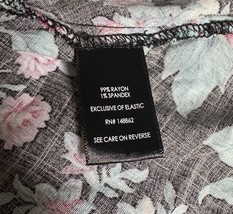 99% RAYON
1% SPANDEX
EXCLUSIVE OF ELASTIC
RN# 148862
SEE CARE ON REVERSE